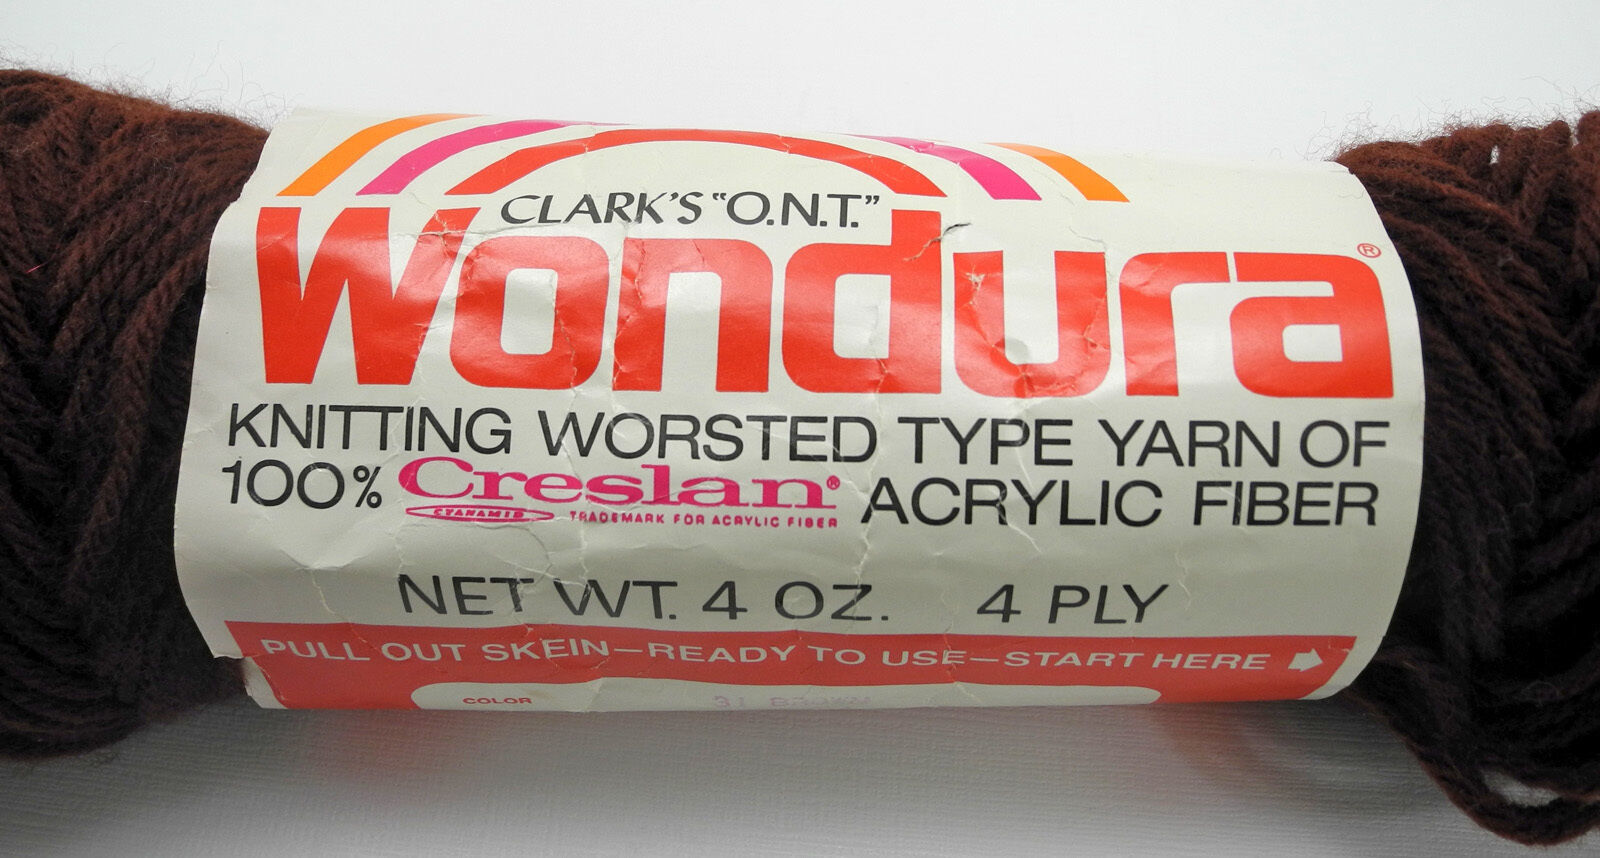 CLARK'S "O.N.T."
Wondura®
KNITTING WORSTED TYPE YARN OF
100% Creslan® ACRYLIC FIBER
CYANAMID TRADEMARK FOR ACRYLIC FIBER
NET WT. 4 OZ. 4 PLY
PULL OUT SKEIN—READY TO USE—START HERE
COLOR 31